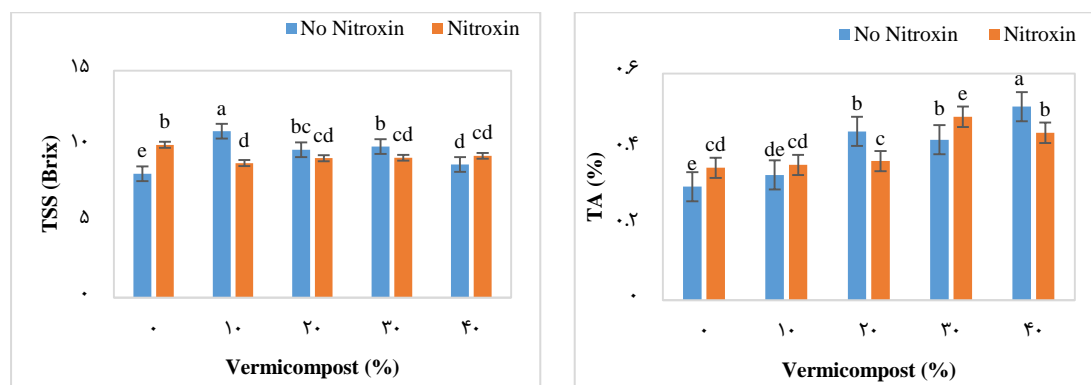 No Nitroxin Nitroxin
TSS (Brix)
۱۵
۱۰
۵
۰
e b a d bc cd b cd d cd
۰ ۱۰ ۲۰ ۳۰ ۴۰
Vermicompost (%)
No Nitroxin Nitroxin
TA (%)
۰.۶
۰.۴
۰.۲
۰
e cd de cd b c b e a b
۰ ۱۰ ۲۰ ۳۰ ۴۰
Vermicompost (%)